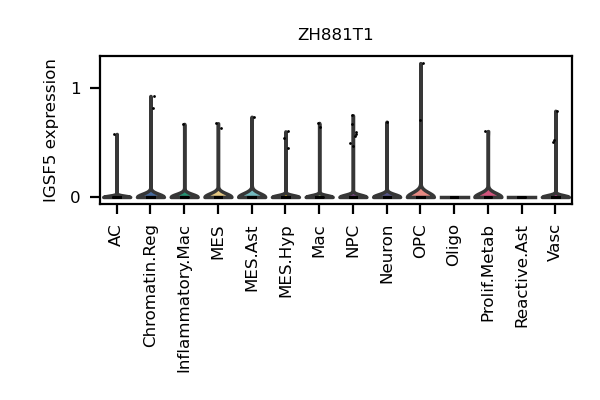 ZH881T1
IGSF5 expression
1
0
AC
Chromatin.Reg
Inflammatory.Mac
MES
MES.Ast
MES.Hyp
Mac
NPC
Neuron
OPC
Oligo
Prolif.Metab
Reactive.Ast
Vasc